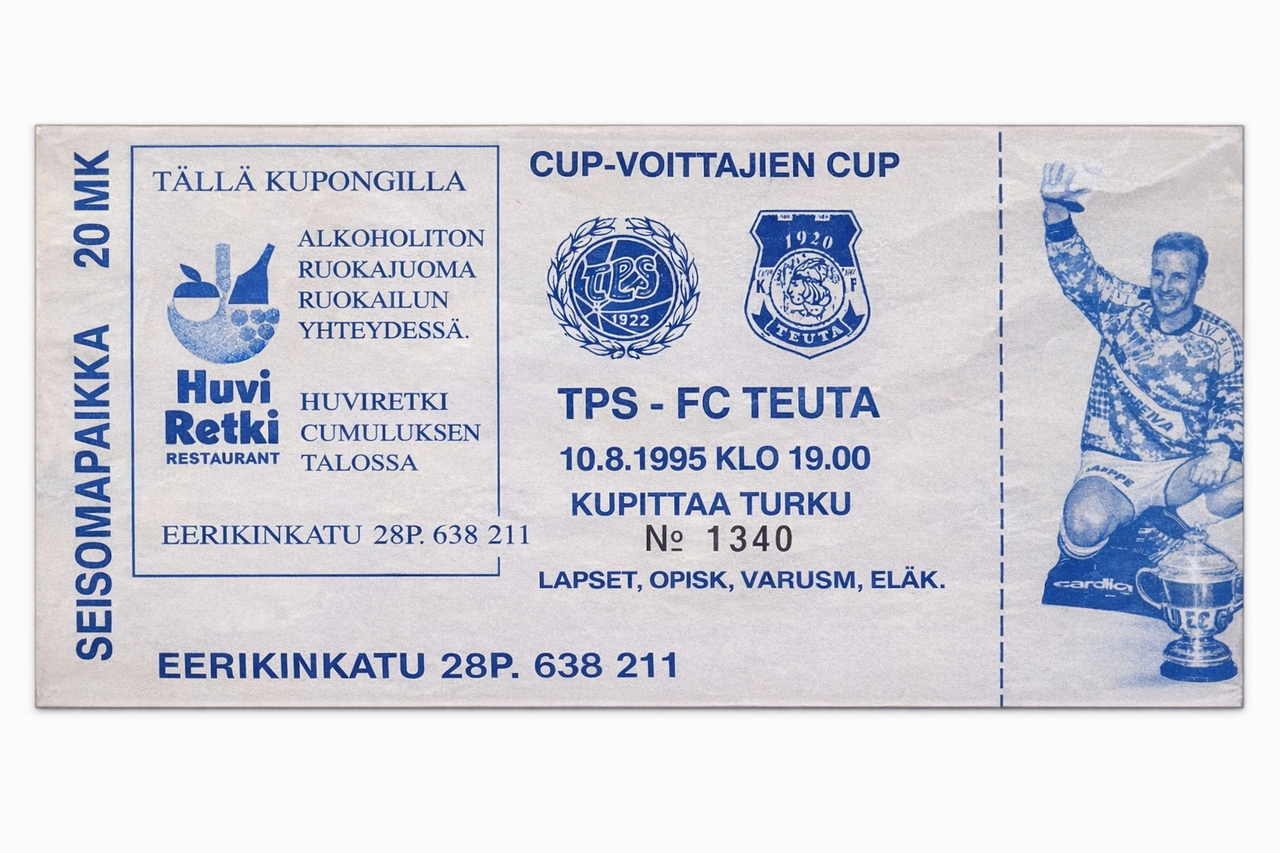 SEISOMAPAIKKA 20 MK
TÄLLÄ KUPONGILLA
ALKOHOLITON
RUOKAJUOMA
RUOKAILUN
YHTEYDESSÄ.
Huvi
Retki
RESTAURANT
HUVIRETKI
CUMULUKSEN
TALOSSA
EERIKINKATU 28P. 638 211
EERIKINKATU 28P. 638 211
CUP-VOITTAJIEN CUP
TPS
1922
1920
K F
TEUTA
TPS - FC TEUTA
10.8.1995 KLO 19.00
KUPITTAA TURKU
№ 1340
LAPSET, OPISK, VARUSM, ELÄK.